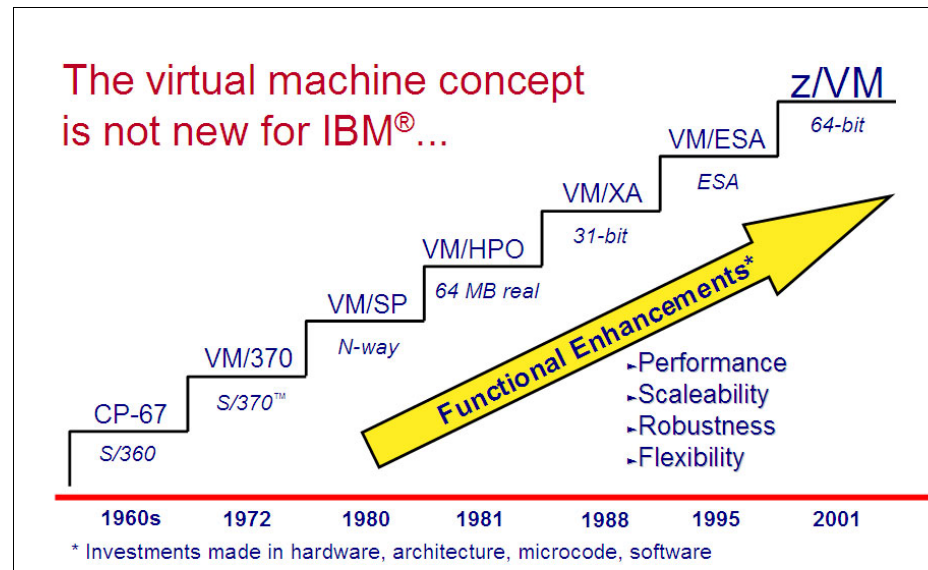 The virtual machine concept
is not new for IBM®...
z/VM
64-bit
VM/ESA
ESA
VM/XA
31-bit
VM/HPO
64 MB real
VM/SP
N-way
VM/370
S/370™
CP-67
S/360
Functional Enhancements*
►Performance
►Scaleability
►Robustness
►Flexibility
1960s 1972 1980 1981 1988 1995 2001
* Investments made in hardware, architecture, microcode, software